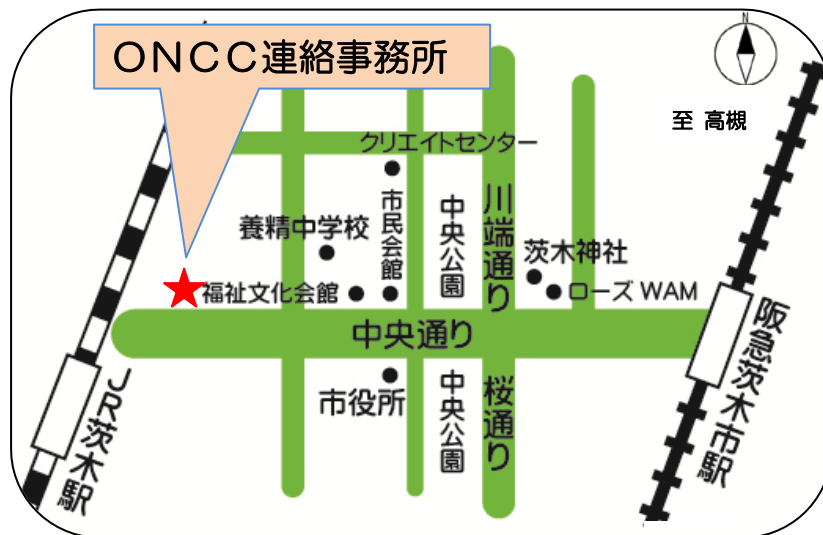 ONCC連絡事務所
N
至 高槻
クリエイトセンター
市民会館
中央公園
川端通り
養精中学校
茨木神社
福祉文化会館
ローズ WAM
中央通り
阪急茨木市駅
JR茨木駅
市役所
中央公園
桜通り